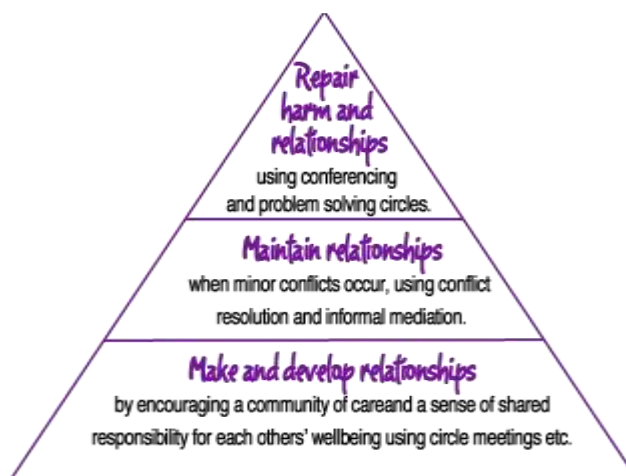 Repair
harm and
relationships
using conferencing
and problem solving circles.
Maintain relationships
when minor conflicts occur, using conflict
resolution and informal mediation.
Make and develop relationships
by encouraging a community of careand a sense of shared
responsibility for each others' wellbeing using circle meetings etc.